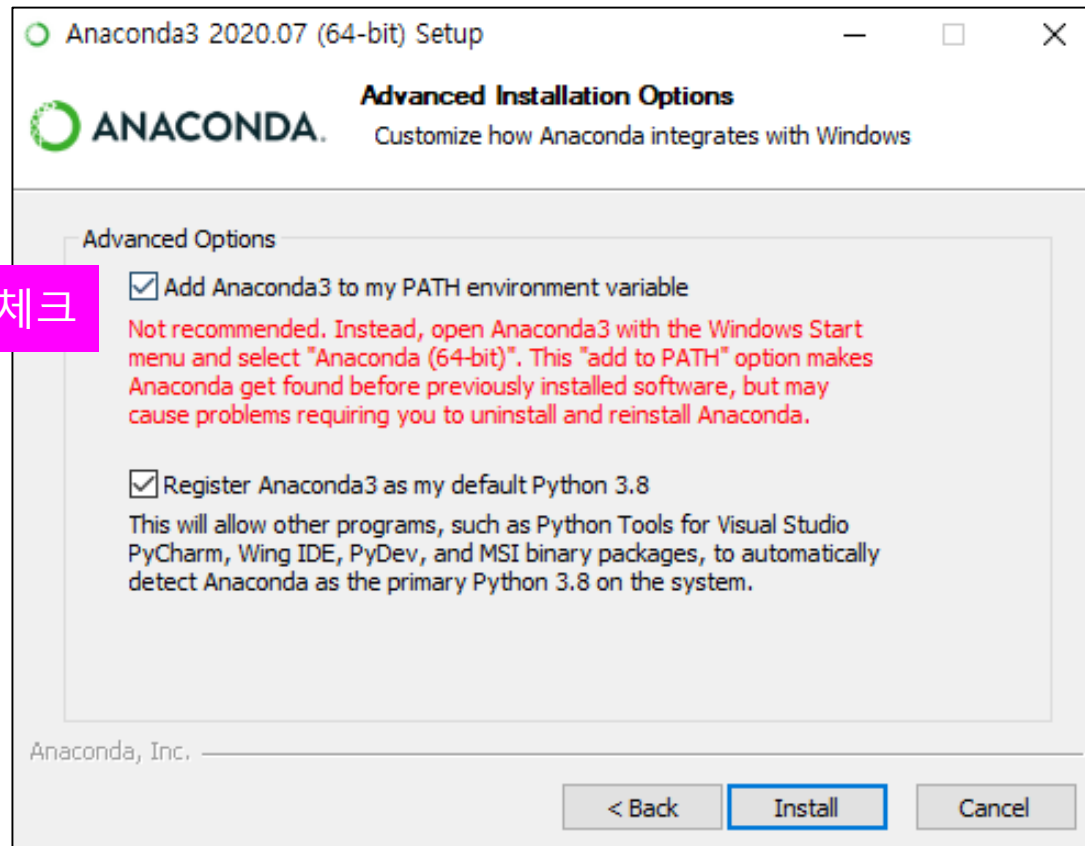 Anaconda3 2020.07 (64-bit) Setup
ANACONDA.
Advanced Installation Options
Customize how Anaconda integrates with Windows
Advanced Options
체크
Add Anaconda3 to my PATH environment variable
Not recommended. Instead, open Anaconda3 with the Windows Start
menu and select "Anaconda (64-bit)". This "add to PATH" option makes
Anaconda get found before previously installed software, but may
cause problems requiring you to uninstall and reinstall Anaconda.
Register Anaconda3 as my default Python 3.8
This will allow other programs, such as Python Tools for Visual Studio
PyCharm, Wing IDE, PyDev, and MSI binary packages, to automatically
detect Anaconda as the primary Python 3.8 on the system.
Anaconda, Inc.
< Back
Install
Cancel